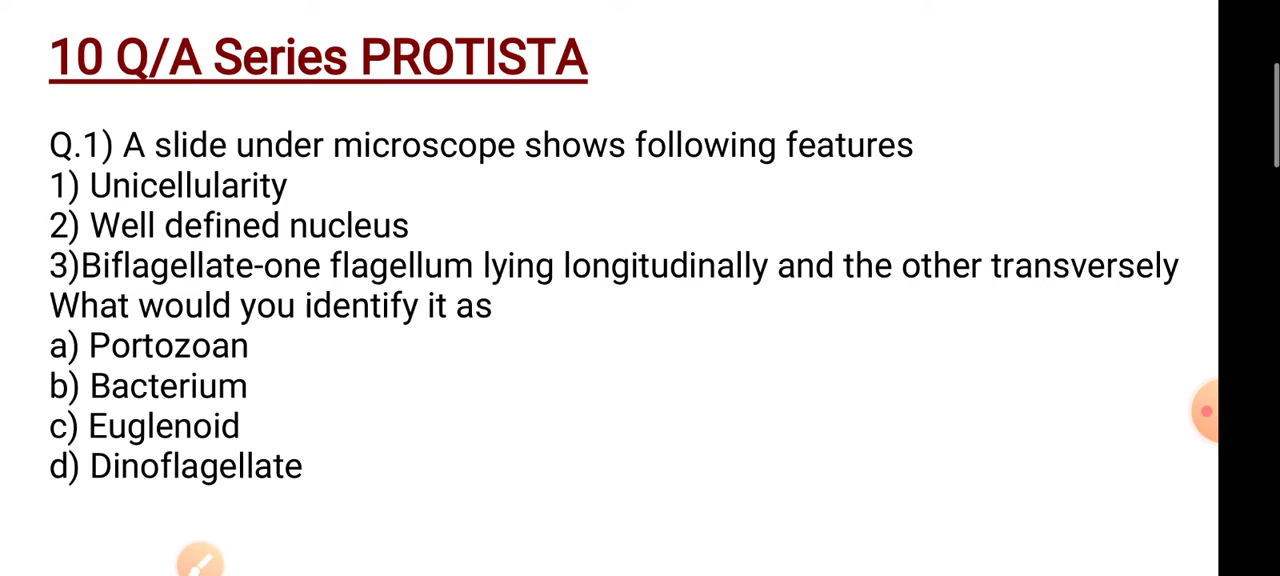 10 Q/A Series PROTISTA
Q.1) A slide under microscope shows following features
1) Unicellularity
2) Well defined nucleus
3)Biflagellate-one flagellum lying longitudinally and the other transversely
What would you identify it as
a) Portozoan
b) Bacterium
c) Euglenoid
d) Dinoflagellate